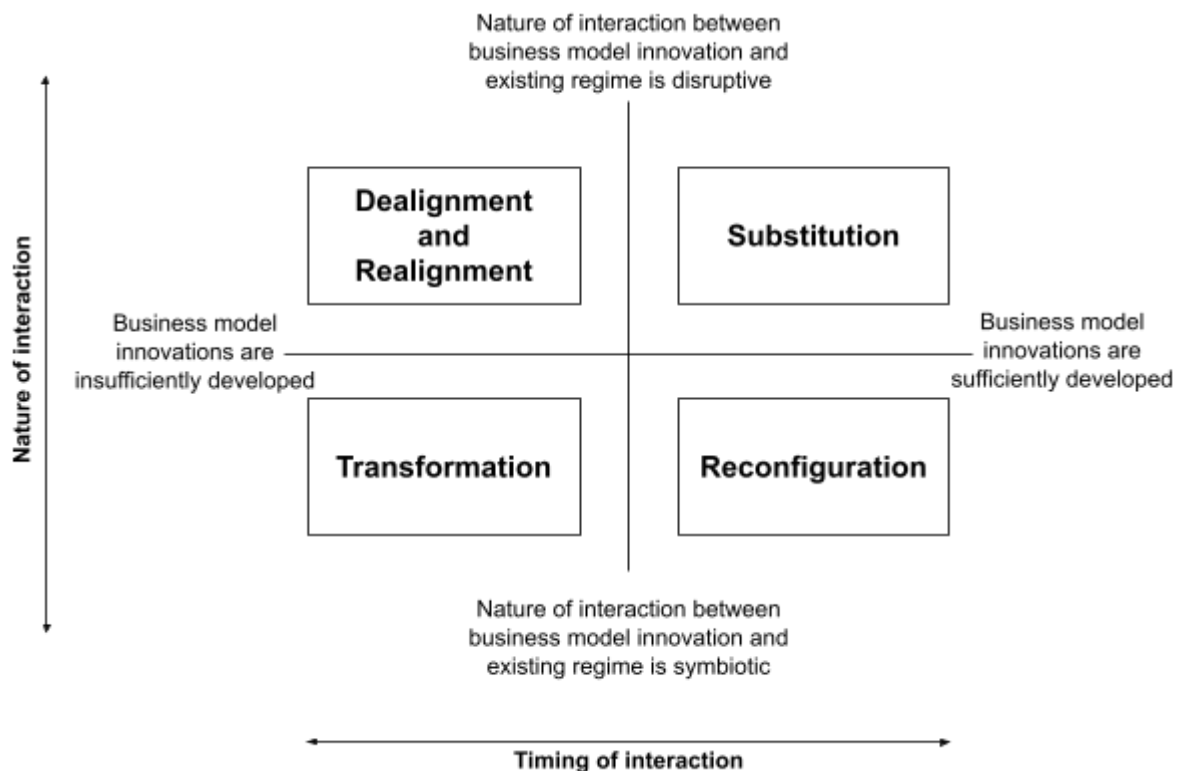 Nature of interaction between
business model innovation and
existing regime is disruptive
Dealignment
and
Realignment
Substitution
Nature of interaction
Business model
innovations are
insufficiently developed
Business model
innovations are
sufficiently developed
Transformation
Reconfiguration
Nature of interaction between
business model innovation and
existing regime is symbiotic
Timing of interaction